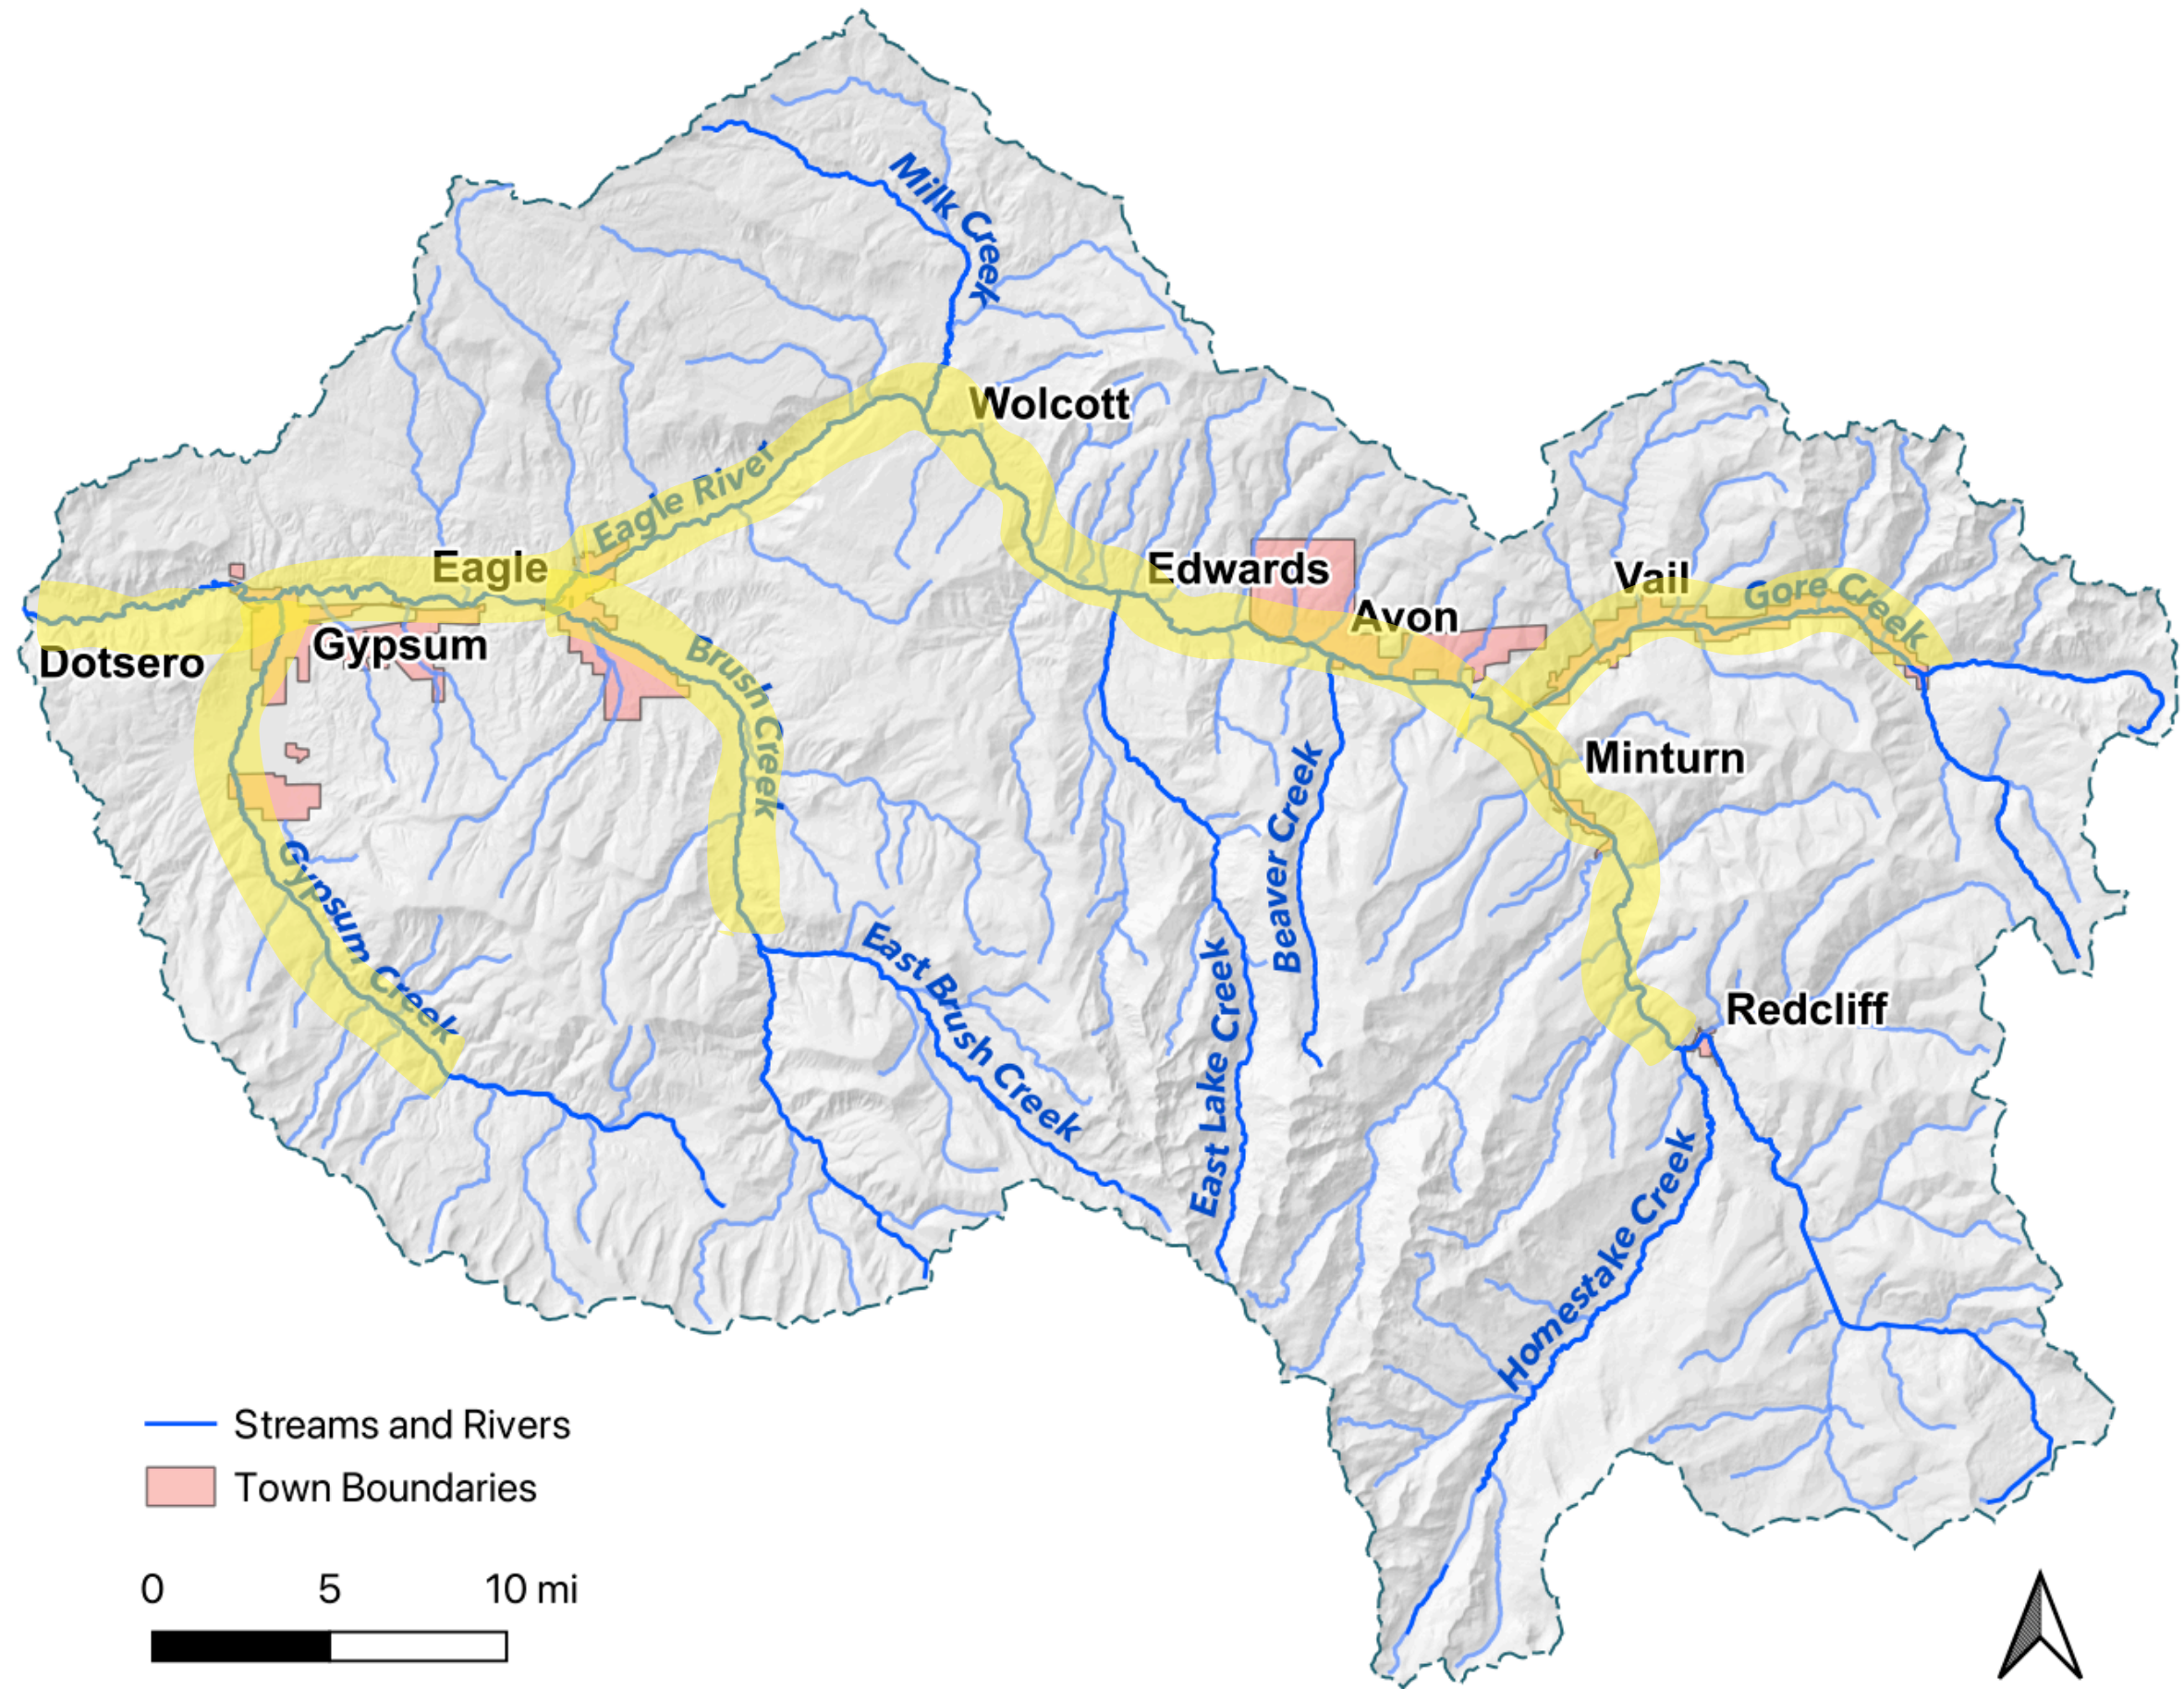 Milk Creek
Wolcott
Eagle River
Eagle
Edwards
Vail
Gore Creek
Avon
Gypsum
Dotsero
Brush Creek
Minturn
Beaver Creek
Gypsum Creek
East Brush Creek
East Lake Creek
Redcliff
Homestake Creek
Streams and Rivers
Town Boundaries
0 5 10 mi